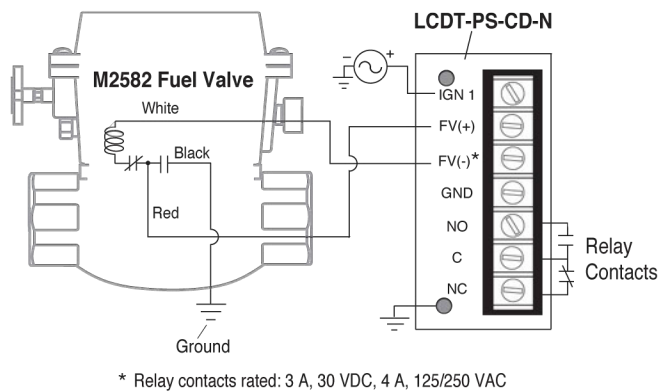 LCDT-PS-CD-N
M2582 Fuel Valve
White
Black
Red
Ground
− +
IGN 1
FV(+)
FV(-)*
GND
NO
C
NC
Relay
Contacts
* Relay contacts rated: 3 A, 30 VDC, 4 A, 125/250 VAC